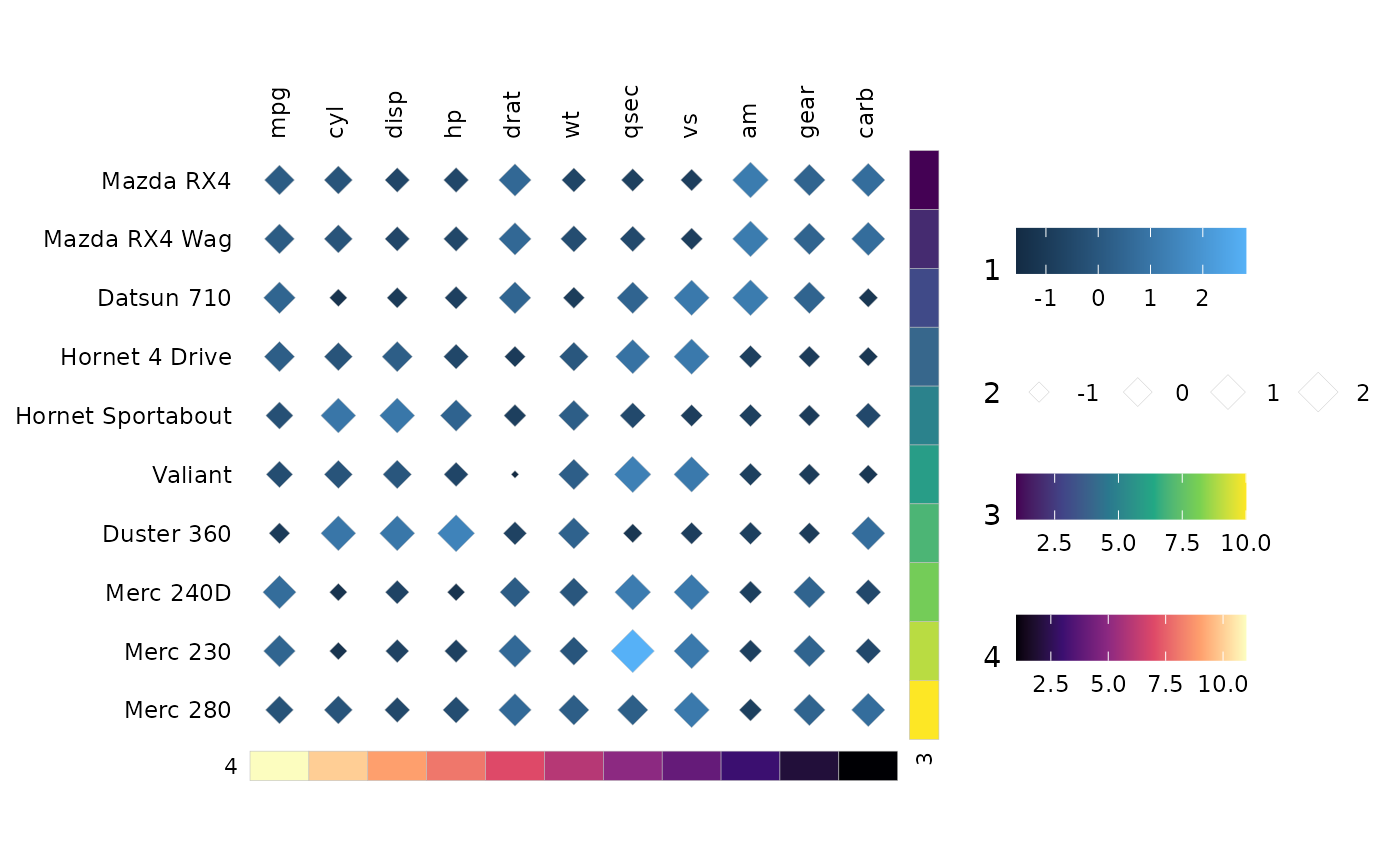 mpg cyl disp hp drat wt qsec vs am gear carb
Mazda RX4
Mazda RX4 Wag
Datsun 710
Hornet 4 Drive
Hornet Sportabout
Valiant
Duster 360
Merc 240D
Merc 230
Merc 280
4
3
1
-1 0 1 2
2 -1 0 1 2
3
2.5 5.0 7.5 10.0
4
2.5 5.0 7.5 10.0